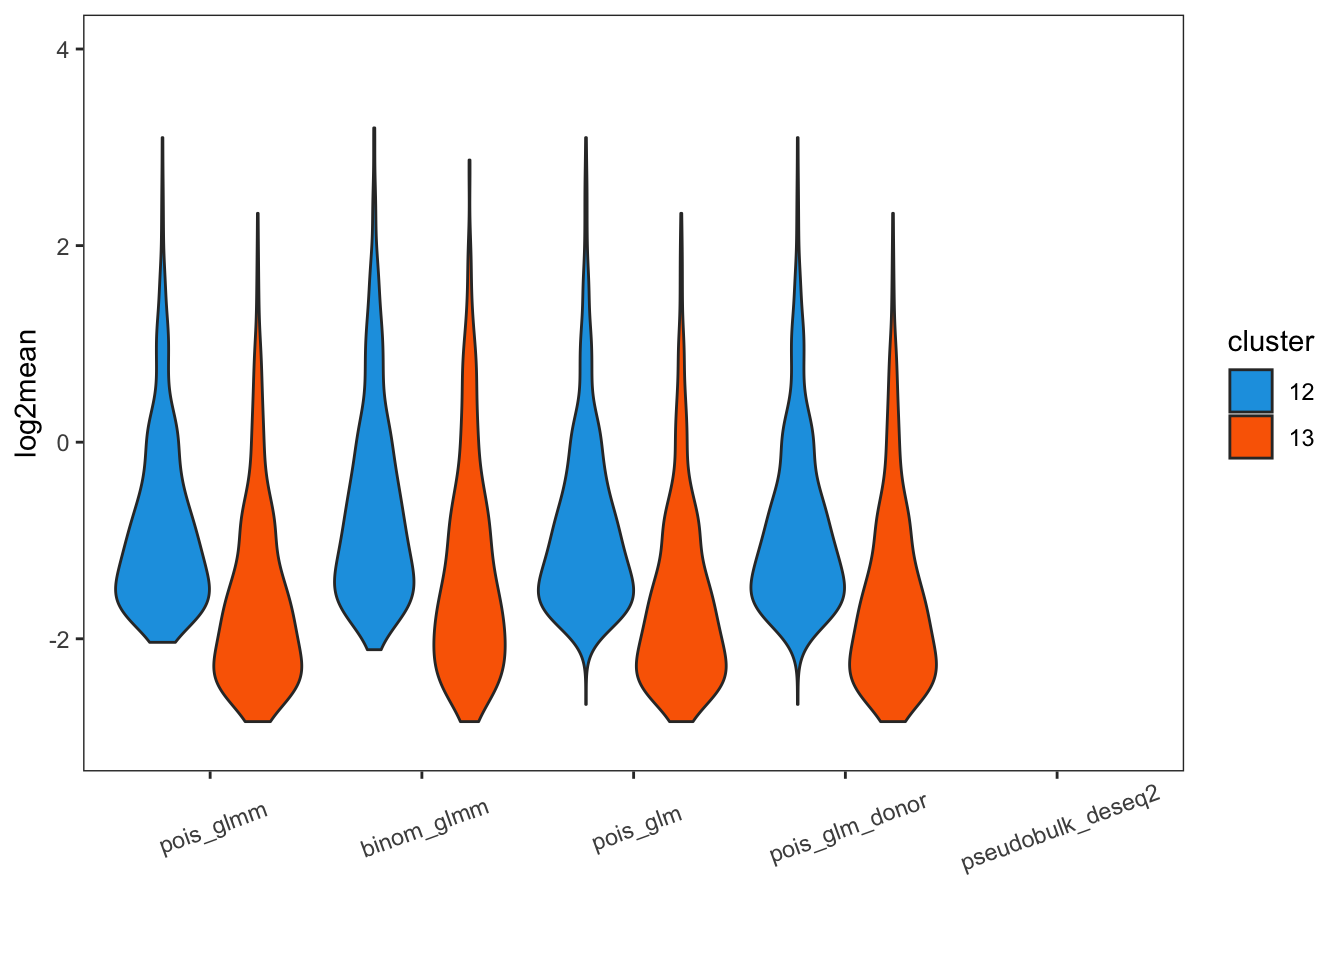 log2mean
4
2
0
-2
pois_glmm
binom_glmm
pois_glm
pois_glm_donor
pseudobulk_deseq2
cluster
12
13